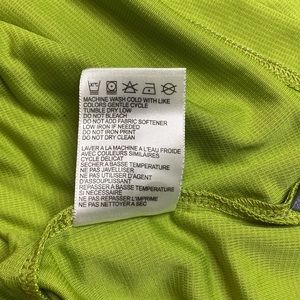 MACHINE WASH COLD WITH LIKE
COLORS GENTLE CYCLE
TUMBLE DRY LOW
DO NOT BLEACH
DO NOT ADD FABRIC SOFTENER
LOW IRON IF NEEDED
DO NOT IRON PRINT
DO NOT DRY CLEAN
LAVER A LA MACHINE A L'EAU FROIDE
AVEC COULEURS SIMILAIRES
CYCLE DELICAT
SECHER A BASSE TEMPERATURE
NE PAS JAVELLISER
NE PAS UTILISER D'AGENT
D'ASSOUPLISSANT
REPASSER A BASSE TEMPERATURE
SI NECESSAIRE
NE PAS REPASSER L'IMPRIME
NE PAS NETTOYER A SEC